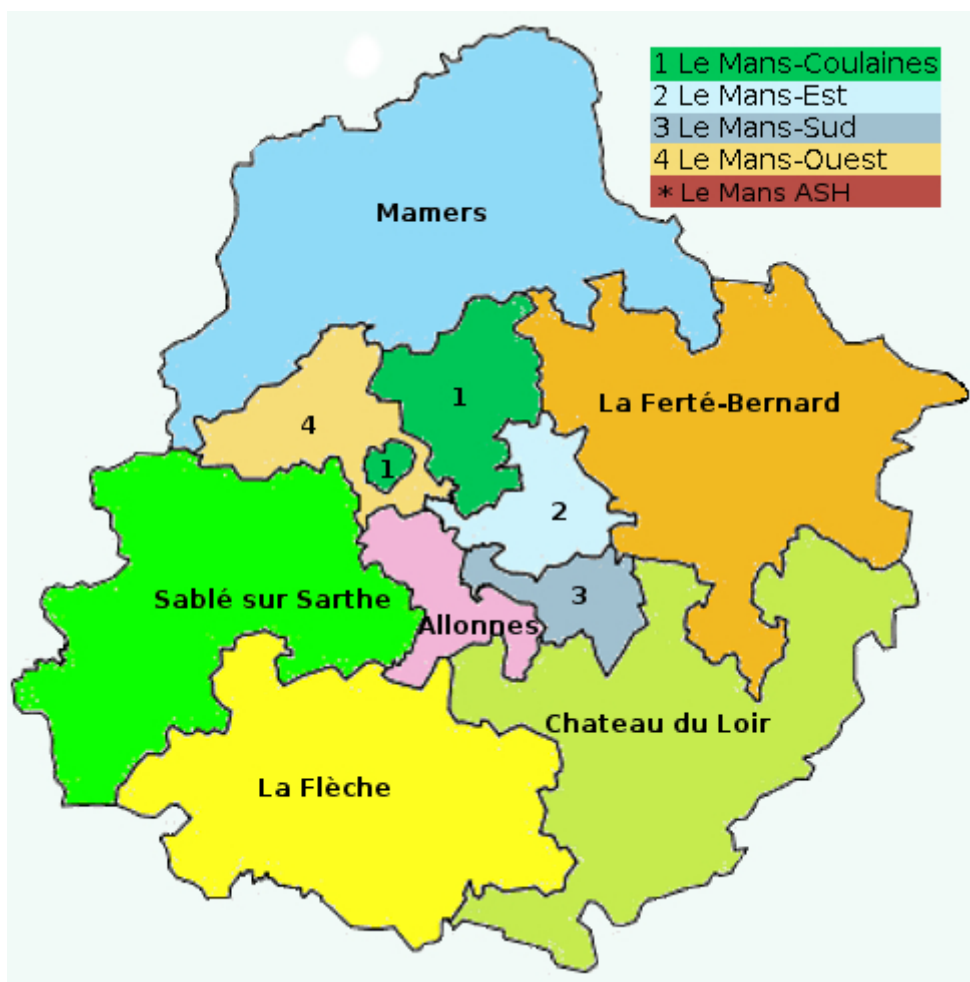 1 Le Mans-Coulaines
2 Le Mans-Est
3 Le Mans-Sud
4 Le Mans-Ouest
* Le Mans ASH
Mamers
1
La Ferté-Bernard
4
1
2
Sablé sur Sarthe
3
Allonnes
Chateau du Loir
La Flèche